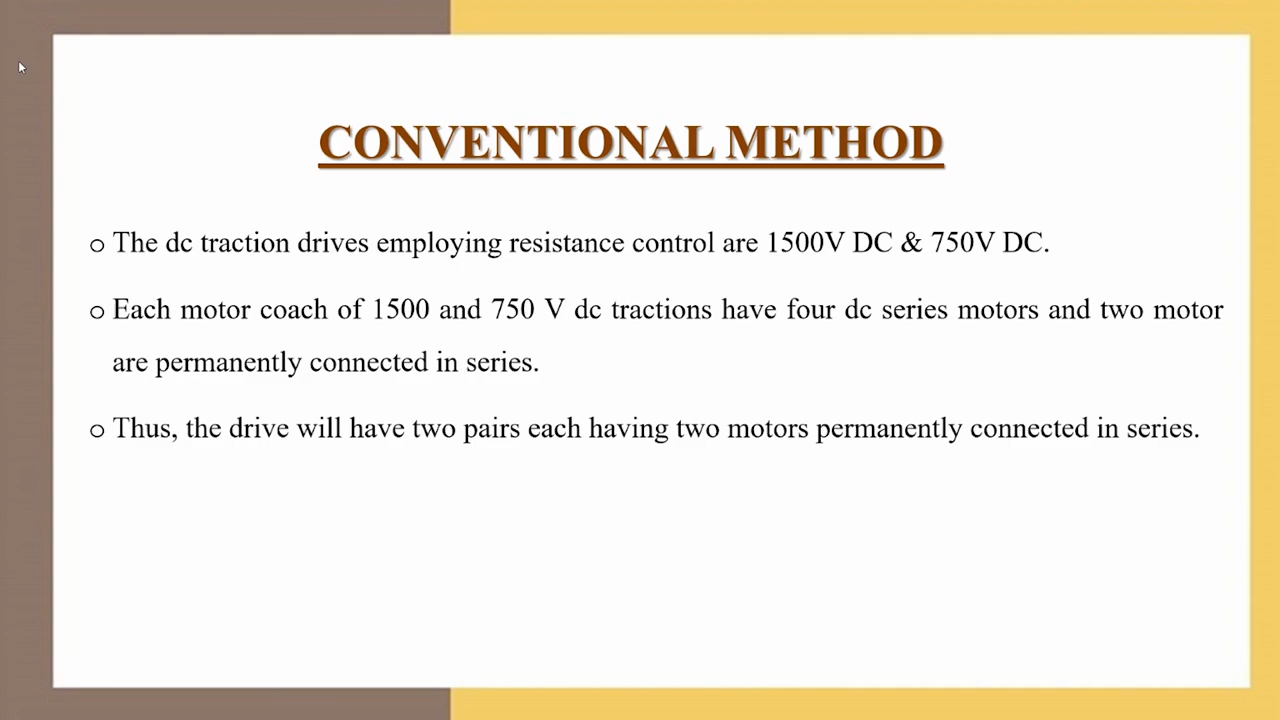 CONVENTIONAL METHOD
o The dc traction drives employing resistance control are 1500V DC & 750V DC.
o Each motor coach of 1500 and 750 V dc tractions have four dc series motors and two motor
are permanently connected in series.
o Thus, the drive will have two pairs each having two motors permanently connected in series.